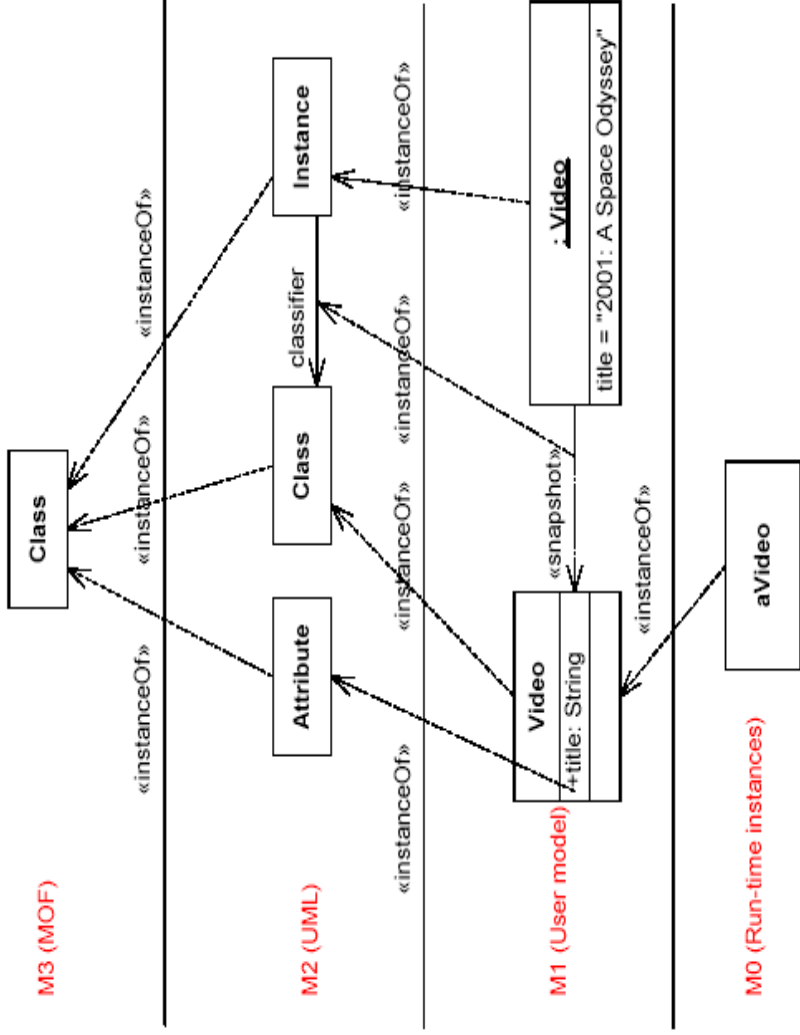 M3 (MOF)
Class
«instanceOf»
«instanceOf»
«instanceOf»
M2 (UML)
Attribute
Class
classifier
Instance
«instanceOf»
«instanceOf»
«instanceOf»
«instanceOf»
M1 (User model)
Video
+title: String
«snapshot»
: Video
title = "2001: A Space Odyssey"
«instanceOf»
M0 (Run-time instances)
aVideo